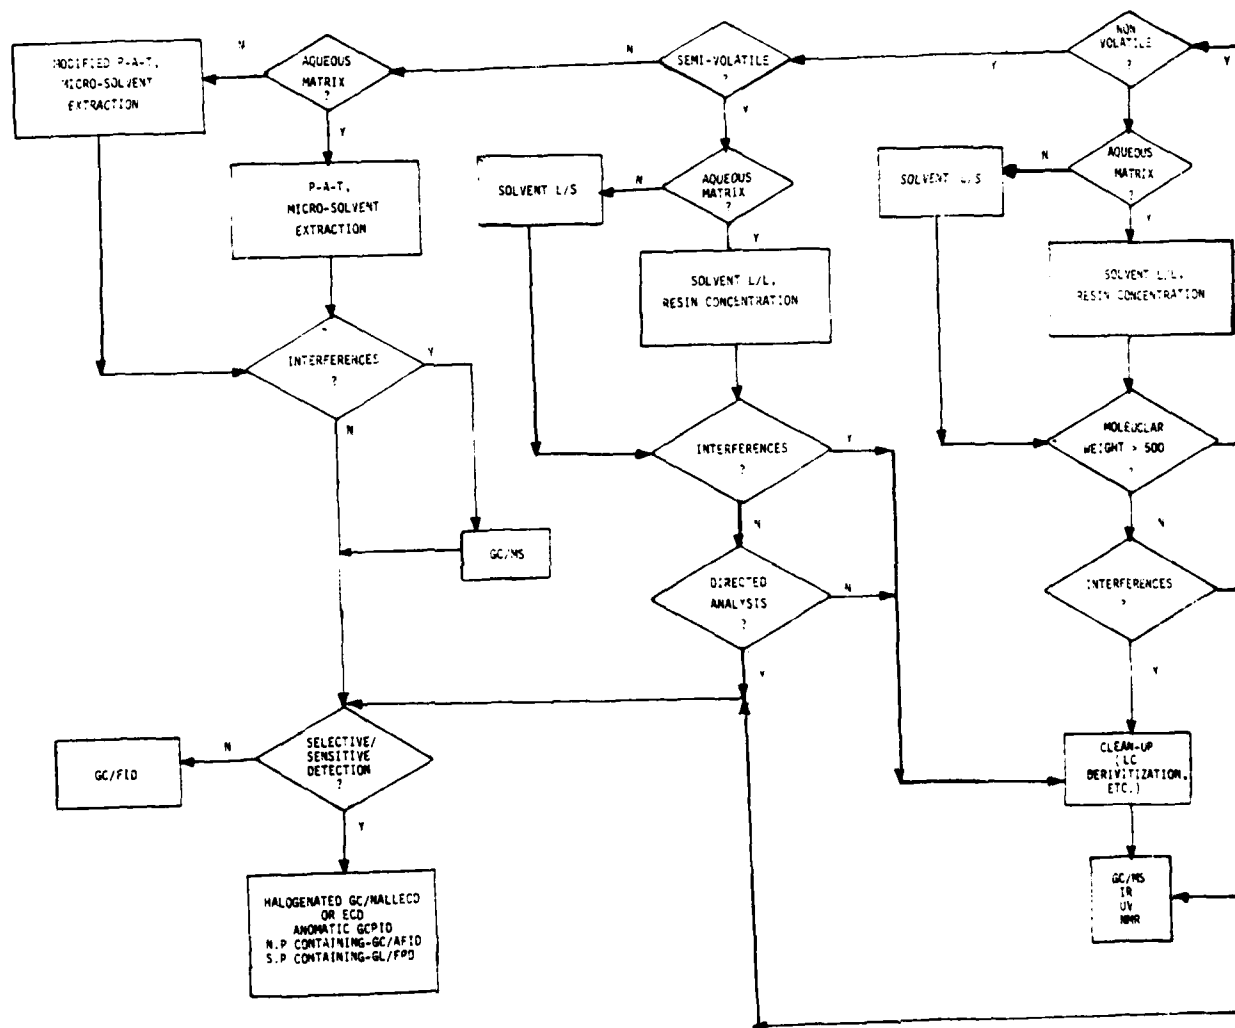 N
AQUEOUS
MATRIX
?
MODIFIED P-A-T,
MICRO-SOLVENT
EXTRACTION
Y
P-A-T,
MICRO-SOLVENT
EXTRACTION
INTERFERENCES
?
Y
N
GC/MS
SELECTIVE/
SENSITIVE
DETECTION
?
N
GC/FID
Y
HALOGENATED GC/HALLECD
OR ECD
ANOMATIC GCPID
N.P CONTAINING-GC/AFID
S.P CONTAINING-GL/FPD
N
SEMI-VOLATILE
?
Y
AQUEOUS
MATRIX
?
N
SOLVENT L/S
Y
SOLVENT L/L,
RESIN CONCENTRATION
INTERFERENCES
?
Y
N
DIRECTED
ANALYSIS
?
N
Y
NON
VOLATILE
?
Y
Y
AQUEOUS
MATRIX
?
N
SOLVENT L/S
Y
SOLVENT L/L,
RESIN CONCENTRATION
MOLEUCLAR
WEIGHT > 500
?
N
INTERFERENCES
?
Y
CLEAN-UP
(LC
DERIVITIZATION,
ETC.)
GC/MS
IR
UV
NMR